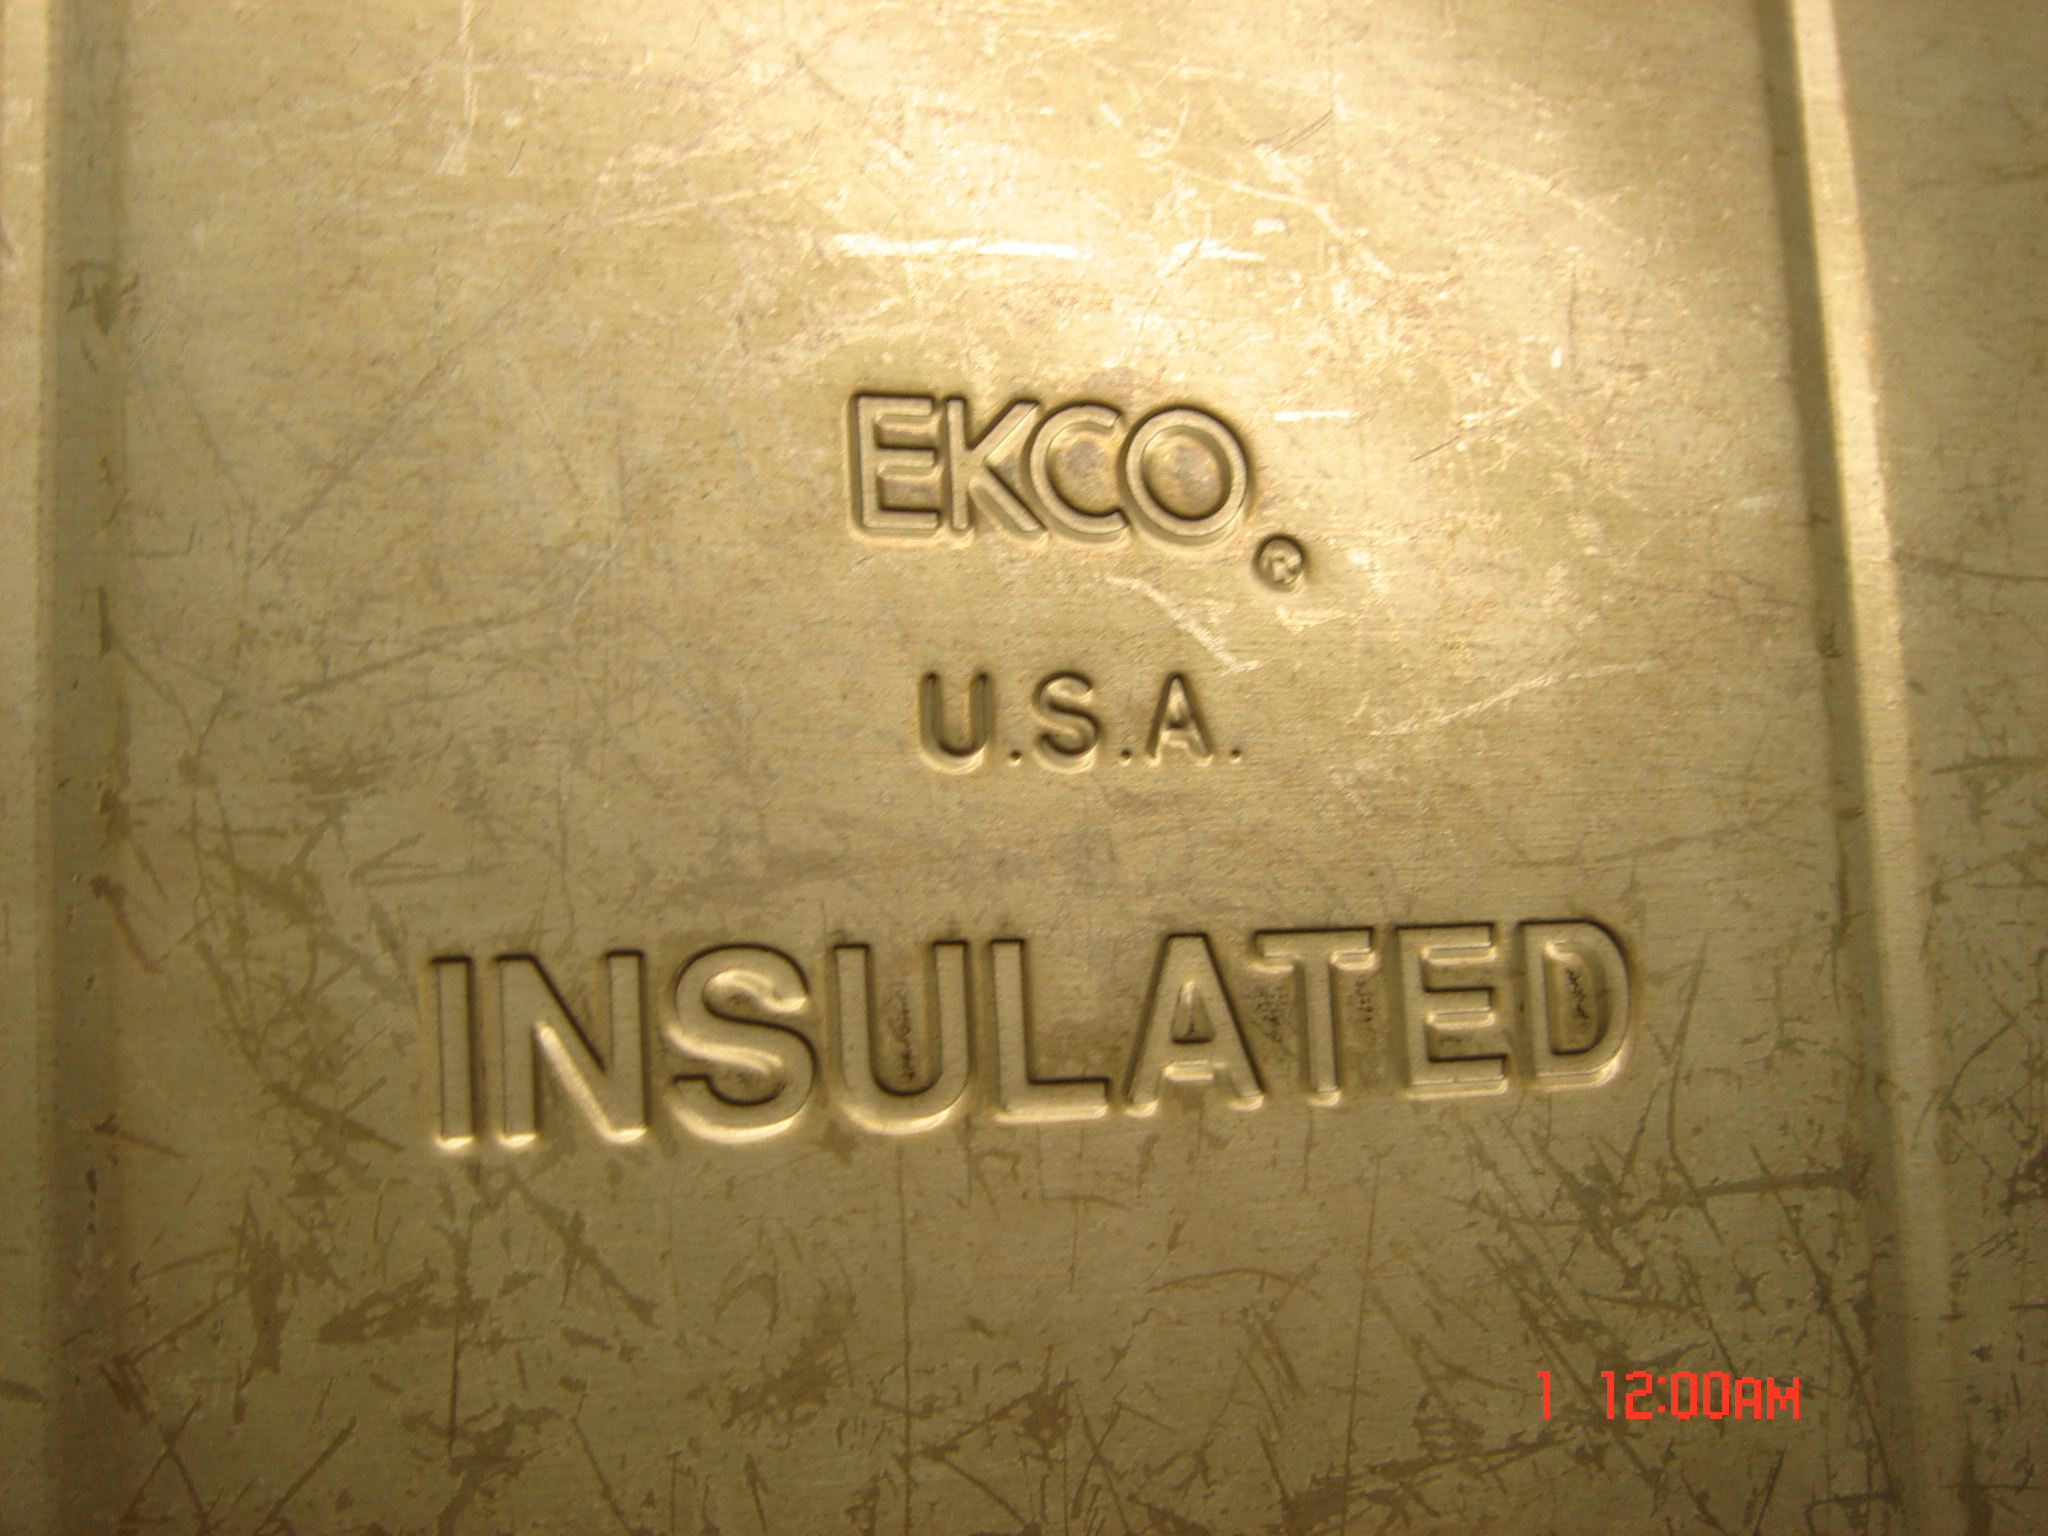 EKCO®
U.S.A.
INSULATED
1 12:00AM